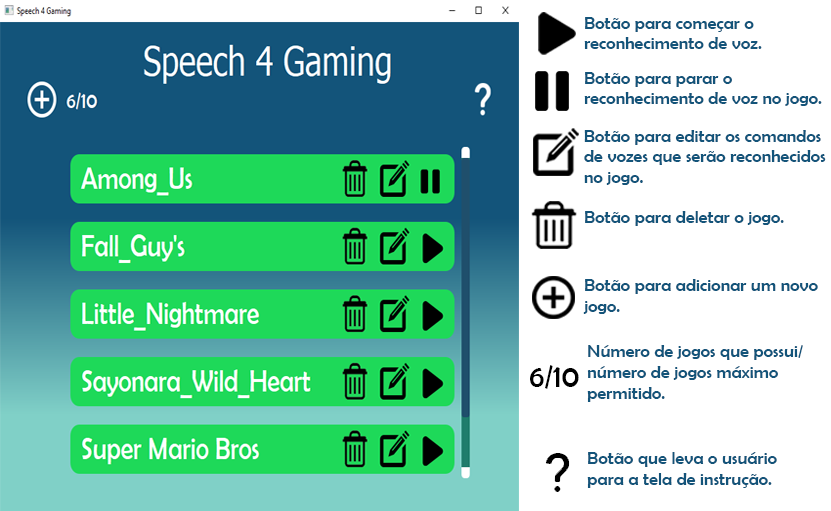 Speech 4 Gaming
Speech 4 Gaming
6/10
?
Among_Us
Fall_Guy's
Little_Nightmare
Sayonara_Wild_Heart
Super Mario Bros
Botão para começar o
reconhecimento de voz.
Botão para parar o
reconhecimento de voz no jogo.
Botão para editar os comandos
de vozes que serão reconhecidos
no jogo.
Botão para deletar o jogo.
Botão para adicionar um novo
jogo.
6/10
Número de jogos que possui/
número de jogos máximo
permitido.
?
Botão que leva o usuário
para a tela de instrução.